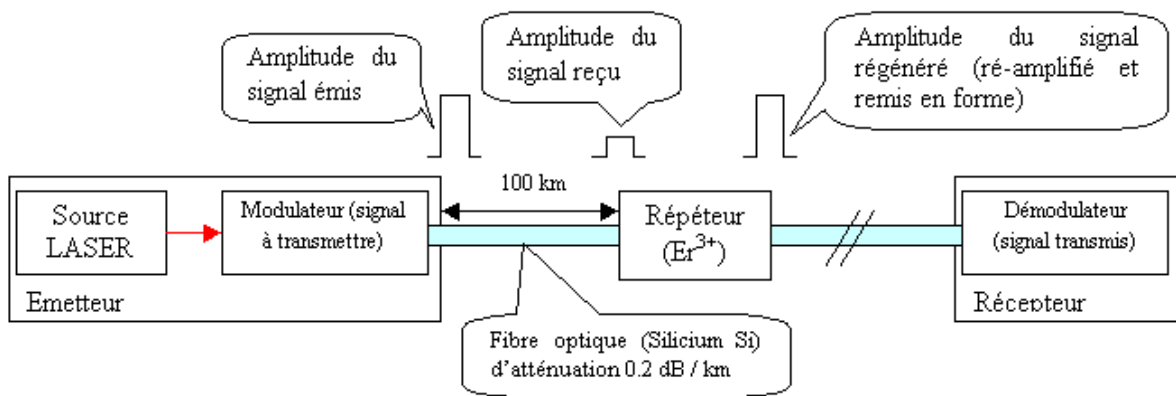 Amplitude du
signal émis
Amplitude du
signal reçu
Amplitude du signal
régénéré (ré-amplifié et
remis en forme)
100 km
Source
LASER
Modulateur (signal
à transmettre)
Emetteur
Répéteur
(Er3+)
Démodulateur
(signal transmis)
Récepteur
Fibre optique (Silicium Si)
d'atténuation 0.2 dB / km